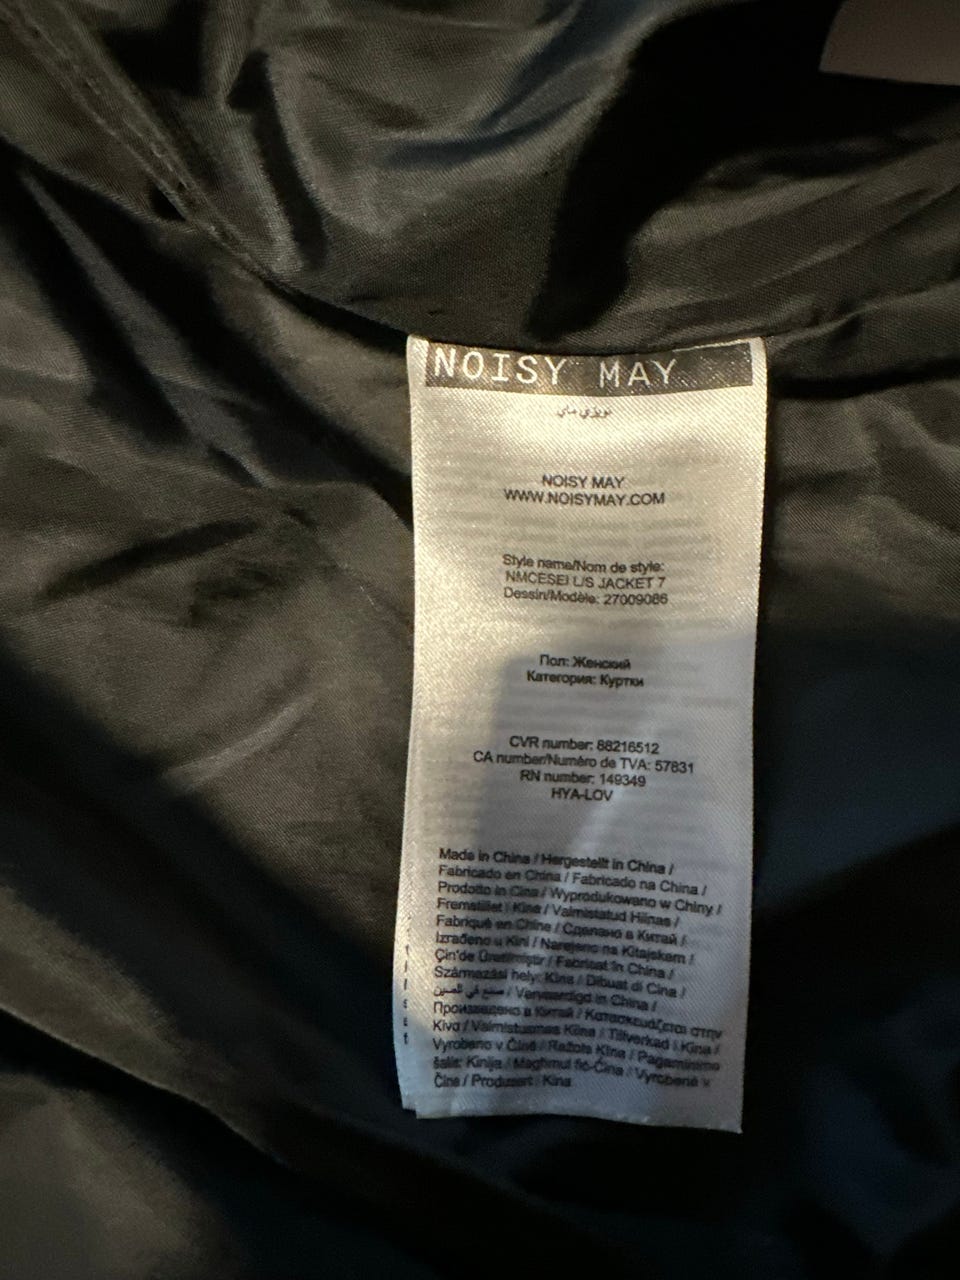 NOISY MAY
نويزي ماي
NOISY MAY
WWW.NOISYMAY.COM
Style name/Nom de style:
NMCESEI L/S JACKET 7
Dessin/Modèle: 27009086
Пол: Женский
Категория: Куртки
CVR number: 88216512
CA number/Numéro de TVA: 57831
RN number: 149349
HYA-LOV
Made in China / Hergestellt in China /
Fabricado en China / Fabricado na China /
Prodotto in Cina / Wyprodukowano w Chiny /
Fremstillet i Kina / Valmistatud Hiinas /
Fabriqué en Chine / Сделано в Китай /
Izrađeno u Kini / Narejeno na Kitajskem /
Çin'de Üretilmiştir / Fabricat în China /
Származási hely: Kína / Dibuat di Cina /
صنع في الصين / Vervaardigd in China /
Произведено в Китай / Κατασκευάζεται στην
Κίνα / Valmistusmaa Kiina / Tillverkad i Kina /
Vyrobeno v Číně / Ražots Ķīna / Pagaminimo
šalis: Kinija / Magħmul fiċ-Ċina / Vyrobené v
Číne / Produsert i Kina